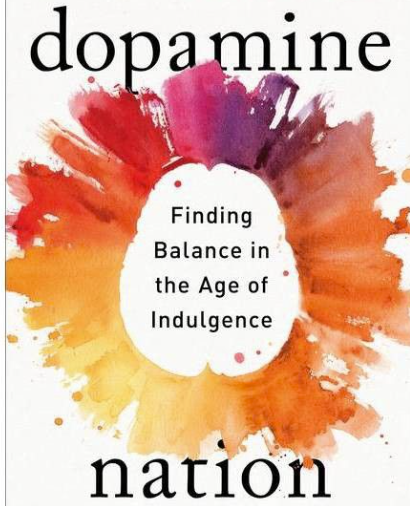 dopamine
Finding
Balance in
the Age of
Indulgence
nation